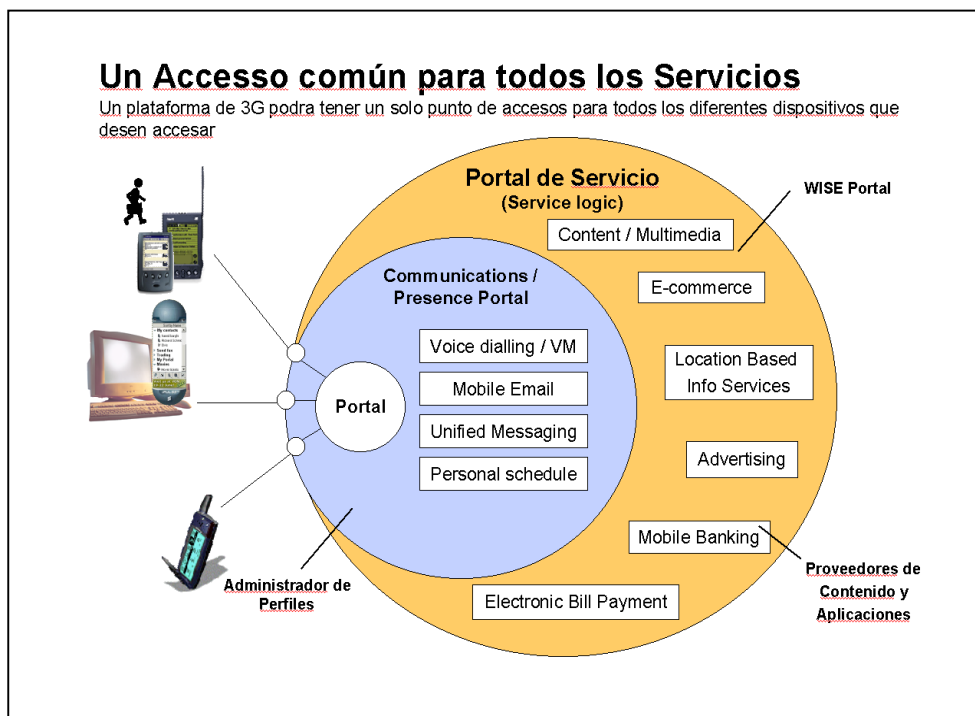 Un Accesso común para todos los Servicios
Un plataforma de 3G podra tener un solo punto de accesos para todos los diferentes dispositivos que
desen accesar
Portal de Servicio
(Service logic)
WISE Portal
Content / Multimedia
Communications /
Presence Portal
E-commerce
Voice dialling / VM
Location Based
Info Services
Mobile Email
Portal
Unified Messaging
Advertising
Personal schedule
Mobile Banking
Administrador de
Perfiles
Electronic Bill Payment
Proveedores de
Contenido y
Aplicaciones